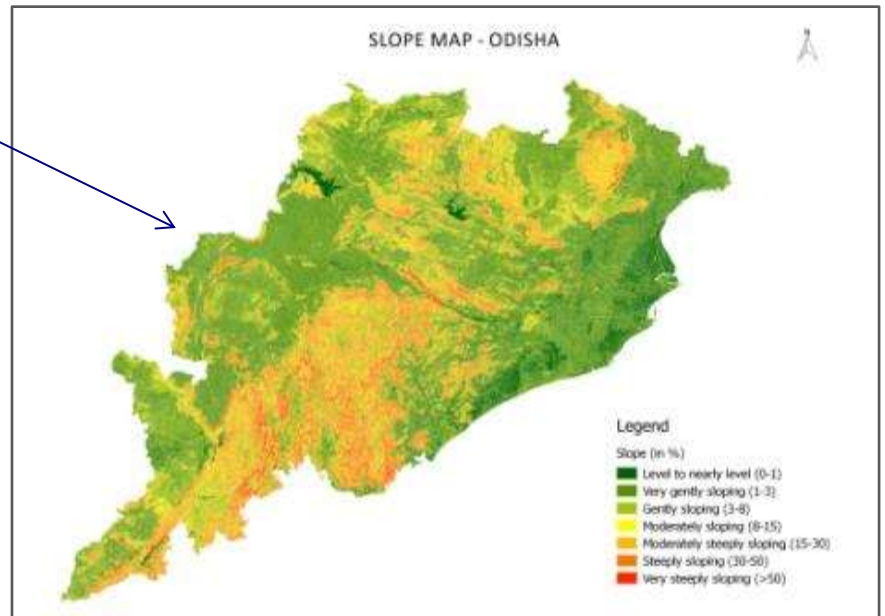 SLOPE MAP - ODISHA
N
Legend
Slope (in %)
Level to nearly level (0-1)
Very gently sloping (1-3)
Gently sloping (3-8)
Moderately sloping (8-15)
Moderately steeply sloping (15-30)
Steeply sloping (30-50)
Very steeply sloping (>50)